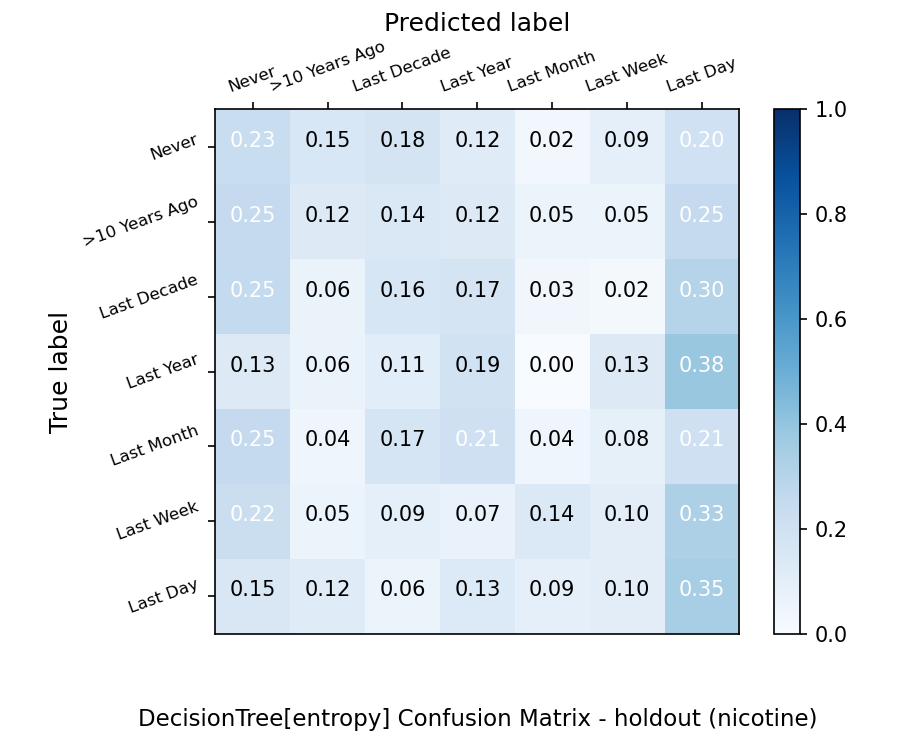 Predicted label
Never >10 Years Ago Last Decade Last Year Last Month Last Week Last Day
True label
Never 0.23 0.15 0.18 0.12 0.02 0.09 0.20
>10 Years Ago 0.25 0.12 0.14 0.12 0.05 0.05 0.25
Last Decade 0.25 0.06 0.16 0.17 0.03 0.02 0.30
Last Year 0.13 0.06 0.11 0.19 0.00 0.13 0.38
Last Month 0.25 0.04 0.17 0.21 0.04 0.08 0.21
Last Week 0.22 0.05 0.09 0.07 0.14 0.10 0.33
Last Day 0.15 0.12 0.06 0.13 0.09 0.10 0.35
1.0
0.8
0.6
0.4
0.2
0.0
DecisionTree[entropy] Confusion Matrix - holdout (nicotine)